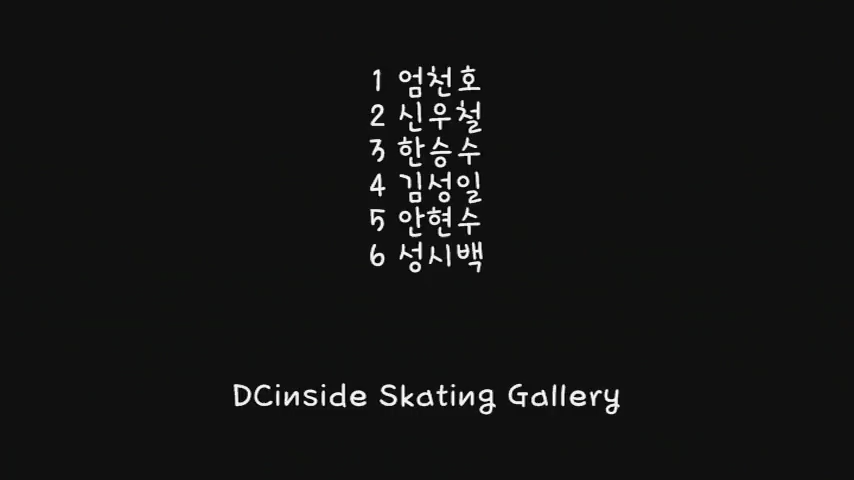 1 엄천호
2 신우철
3 한승수
4 김성일
5 안현수
6 성시백
DCinside Skating Gallery